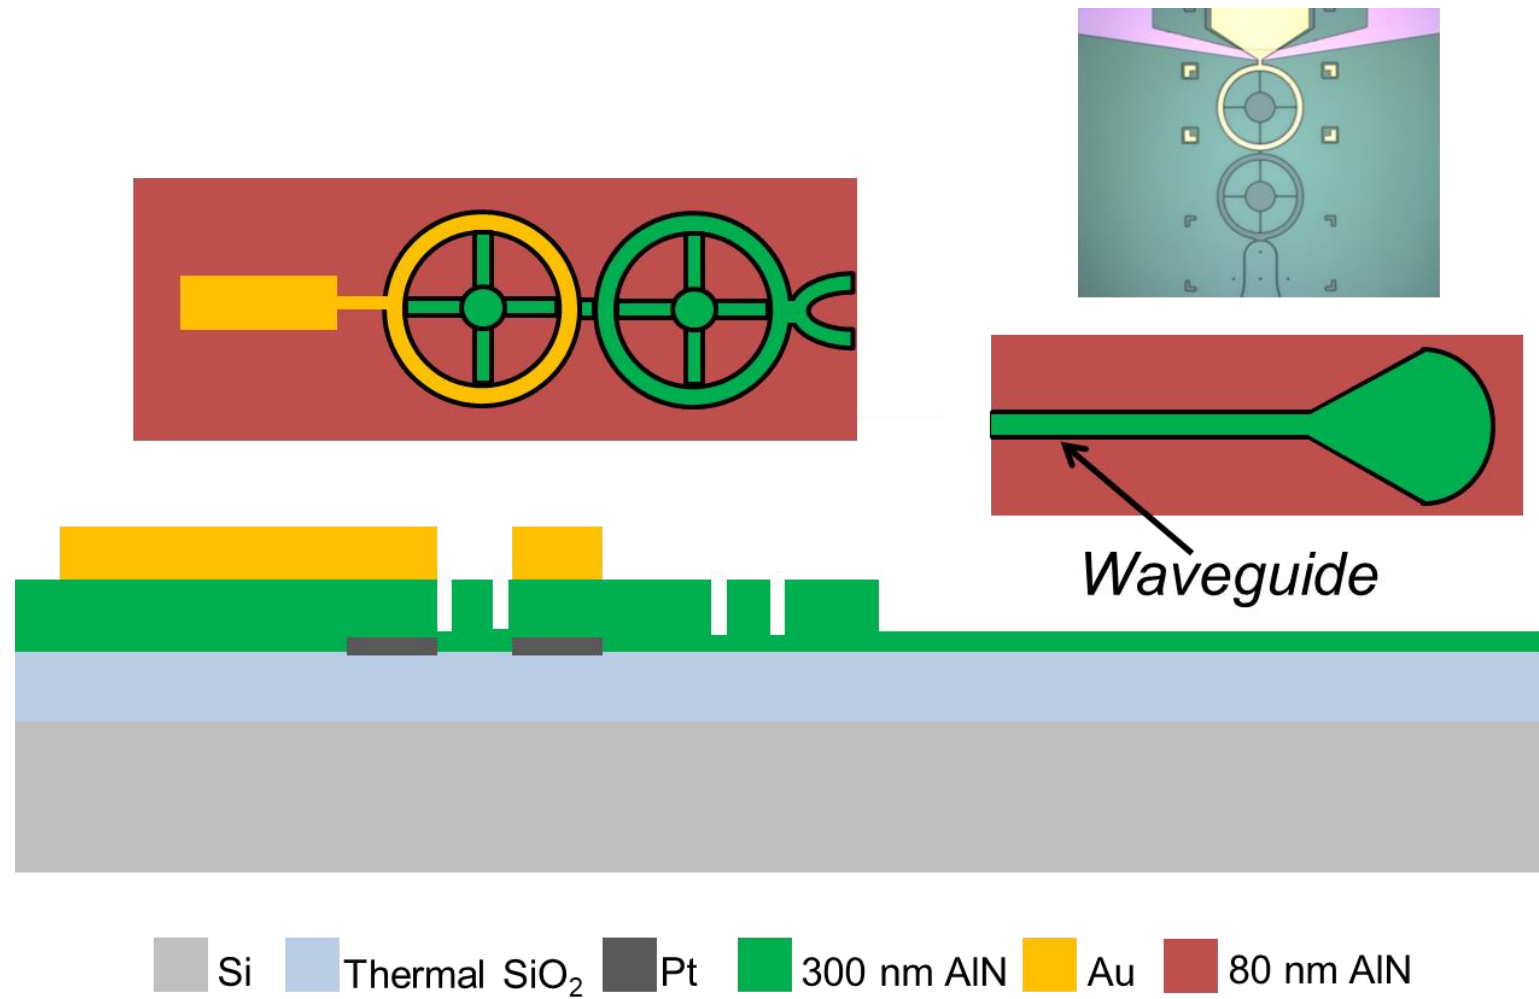 Waveguide
Si
Thermal SiO₂
Pt
300 nm AlN
Au
80 nm AlN